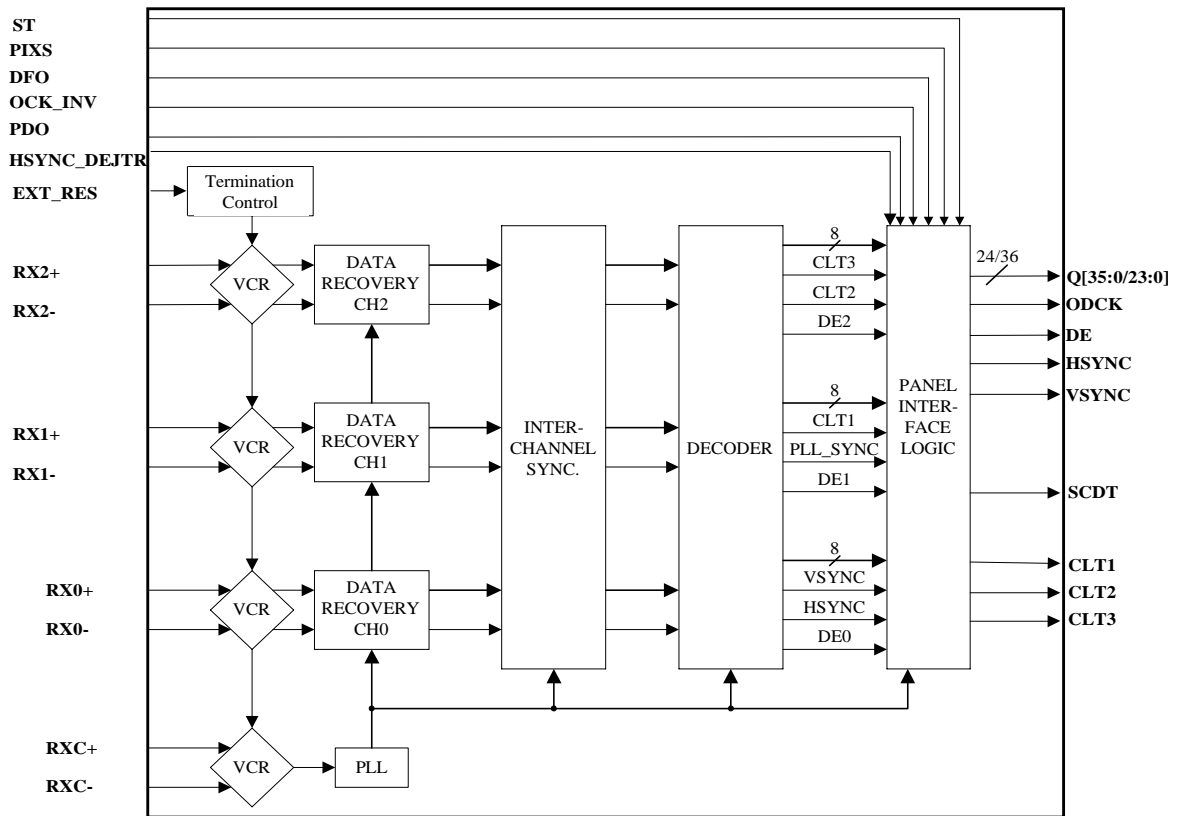 ST
PIXS
DFO
OCK_INV
PDO
HSYNC_DEJTR
EXT_RES
Termination
Control
RX2+
RX2-
VCR
DATA
RECOVERY
CH2
RX1+
RX1-
VCR
DATA
RECOVERY
CH1
RX0+
RX0-
VCR
DATA
RECOVERY
CH0
RXC+
RXC-
VCR
PLL
INTER-
CHANNEL
SYNC.
DECODER
8
CLT3
CLT2
DE2
8
CLT1
PLL_SYNC
DE1
8
VSYNC
HSYNC
DE0
PANEL
INTER-
FACE
LOGIC
24/36
Q[35:0/23:0]
ODCK
DE
HSYNC
VSYNC
SCDT
CLT1
CLT2
CLT3